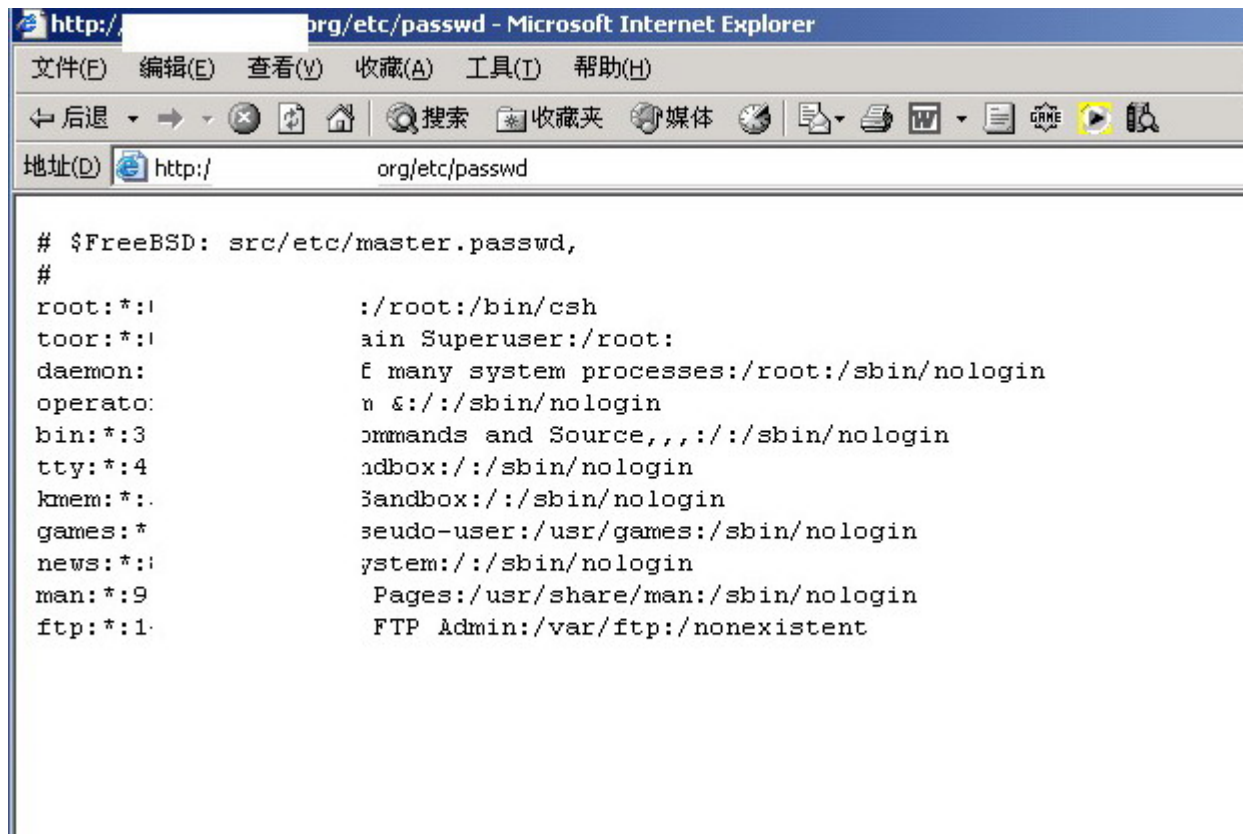 http:/ org/etc/passwd - Microsoft Internet Explorer
文件(F) 编辑(E) 查看(V) 收藏(A) 工具(T) 帮助(H)
后退 搜索 收藏夹 媒体 W GAME
地址(D) http:/ org/etc/passwd
# $FreeBSD: src/etc/master.passwd,
#
root:*: :/root:/bin/csh
toor:*: ain Superuser:/root:
daemon: f many system processes:/root:/sbin/nologin
operato &:/:/sbin/nologin
bin:*:3 ommands and Source,,,:/:/sbin/nologin
tty:*:4 ndbox:/:/sbin/nologin
kmem:*: Sandbox:/:/sbin/nologin
games:* seudo-user:/usr/games:/sbin/nologin
news:*: ystem:/:/sbin/nologin
man:*:9 Pages:/usr/share/man:/sbin/nologin
ftp:*:1 FTP Admin:/var/ftp:/nonexistent